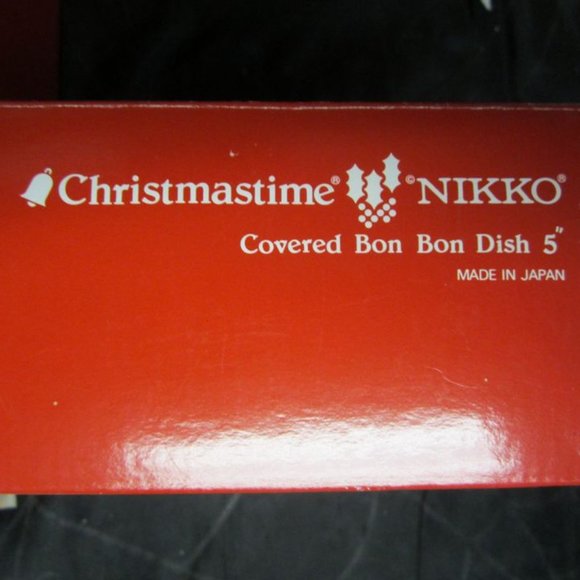 Christmastime® © NIKKO®
Covered Bon Bon Dish 5"
MADE IN JAPAN